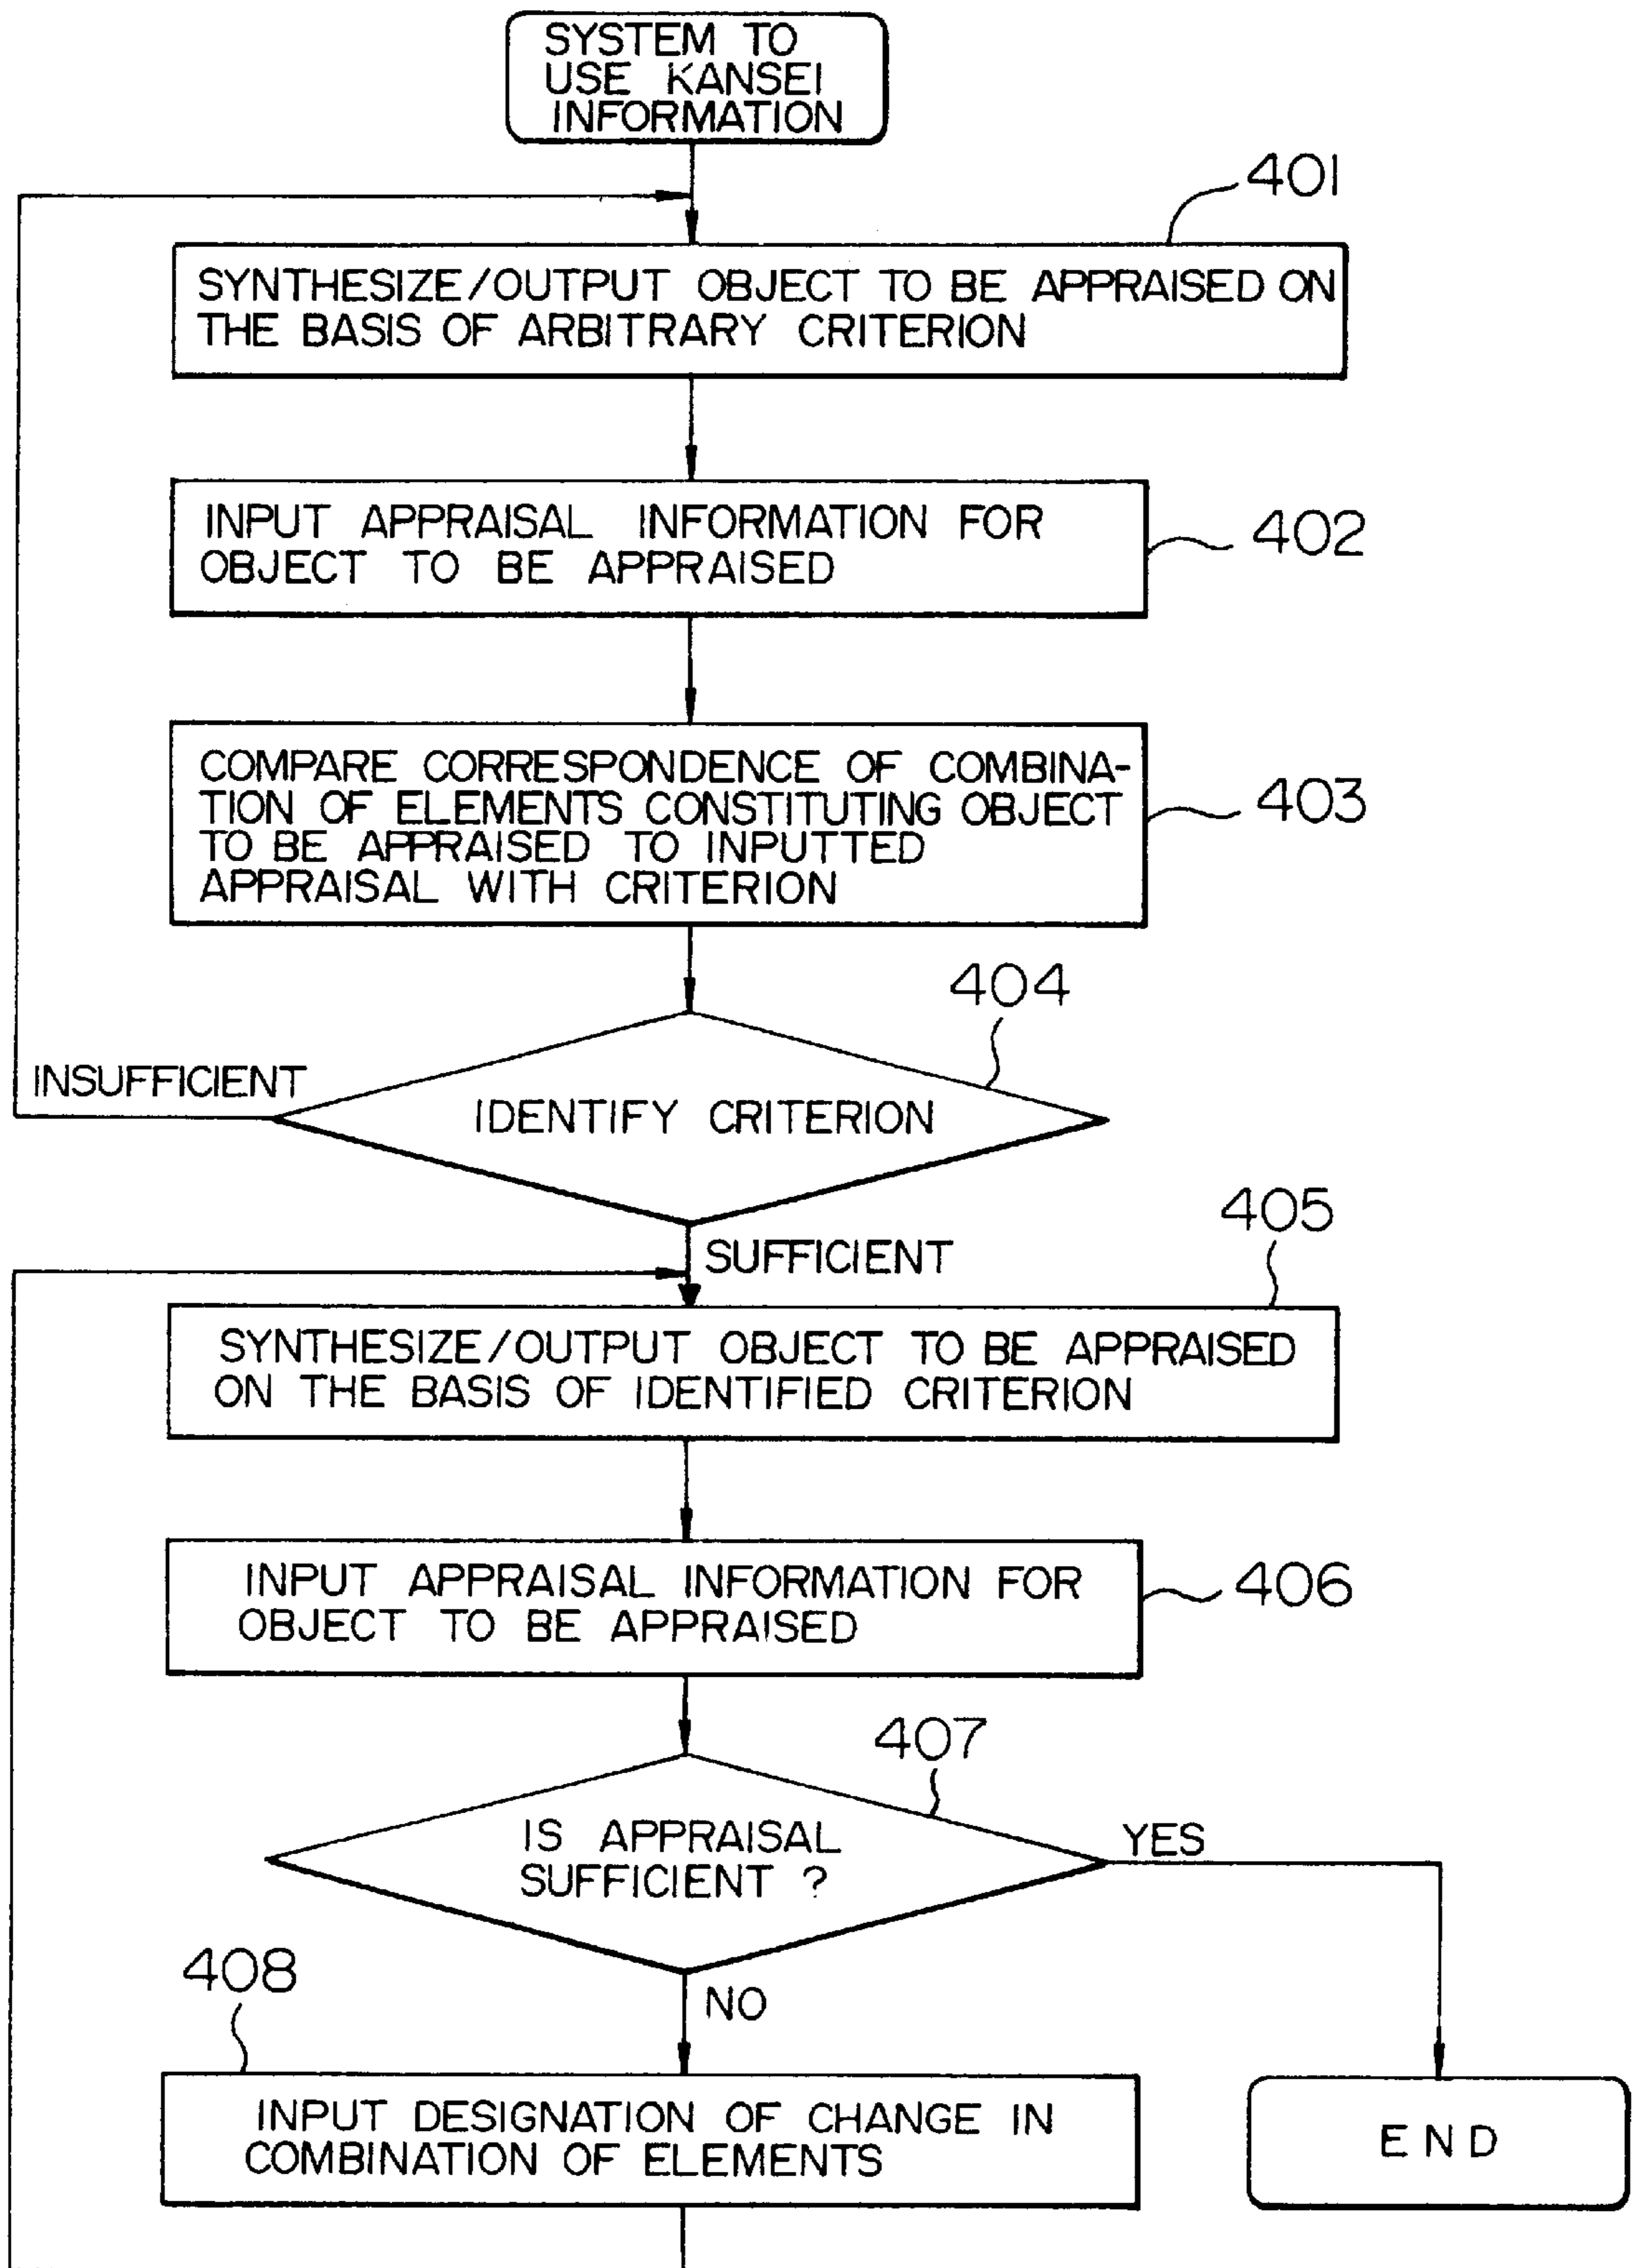 SYSTEM TO
USE KANSEI
INFORMATION
401
SYNTHESIZE/OUTPUT OBJECT TO BE APPRAISED ON
THE BASIS OF ARBITRARY CRITERION
INPUT APPRAISAL INFORMATION FOR
OBJECT TO BE APPRAISED
402
COMPARE CORRESPONDENCE OF COMBINA-
TION OF ELEMENTS CONSTITUTING OBJECT
TO BE APPRAISED TO INPUTTED
APPRAISAL WITH CRITERION
403
404
INSUFFICIENT
IDENTIFY CRITERION
405
SUFFICIENT
SYNTHESIZE/OUTPUT OBJECT TO BE APPRAISED
ON THE BASIS OF IDENTIFIED CRITERION
INPUT APPRAISAL INFORMATION FOR
OBJECT TO BE APPRAISED
406
407
IS APPRAISAL
SUFFICIENT ?
YES
408
NO
INPUT DESIGNATION OF CHANGE IN
COMBINATION OF ELEMENTS
END